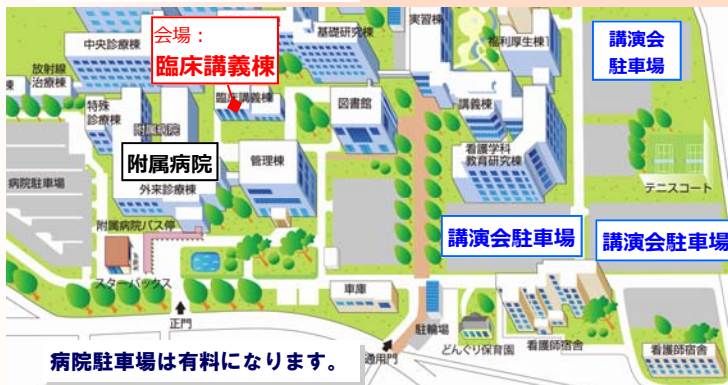 実習棟
基礎研究棟
福利厚生棟
中央診療棟
会場：
臨床講義棟
講演会
駐車場
放射線
治療棟
棟
特殊
診療棟
臨床講義棟
図書館
講義棟
附属病院
附属病院
管理棟
看護学科
教育研究棟
病院駐車場
外来診療棟
テニスコート
附属病院バス停
講演会駐車場
講演会駐車場
スターバックス
車庫
正門
駐輪場
どんぐり保育園
看護師宿舎
看護師宿舎
通用門
病院駐車場は有料になります。